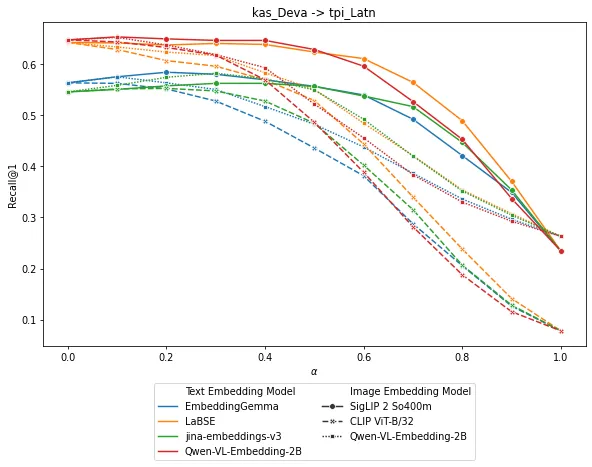 kas_Deva -> tpi_Latn
Recall@1
0.6
0.5
0.4
0.3
0.2
0.1
0.0 0.2 0.4 0.6 0.8 1.0
α
Text Embedding Model
EmbeddingGemma
LaBSE
jina-embeddings-v3
Qwen-VL-Embedding-2B
Image Embedding Model
SigLIP 2 So400m
CLIP ViT-B/32
Qwen-VL-Embedding-2B